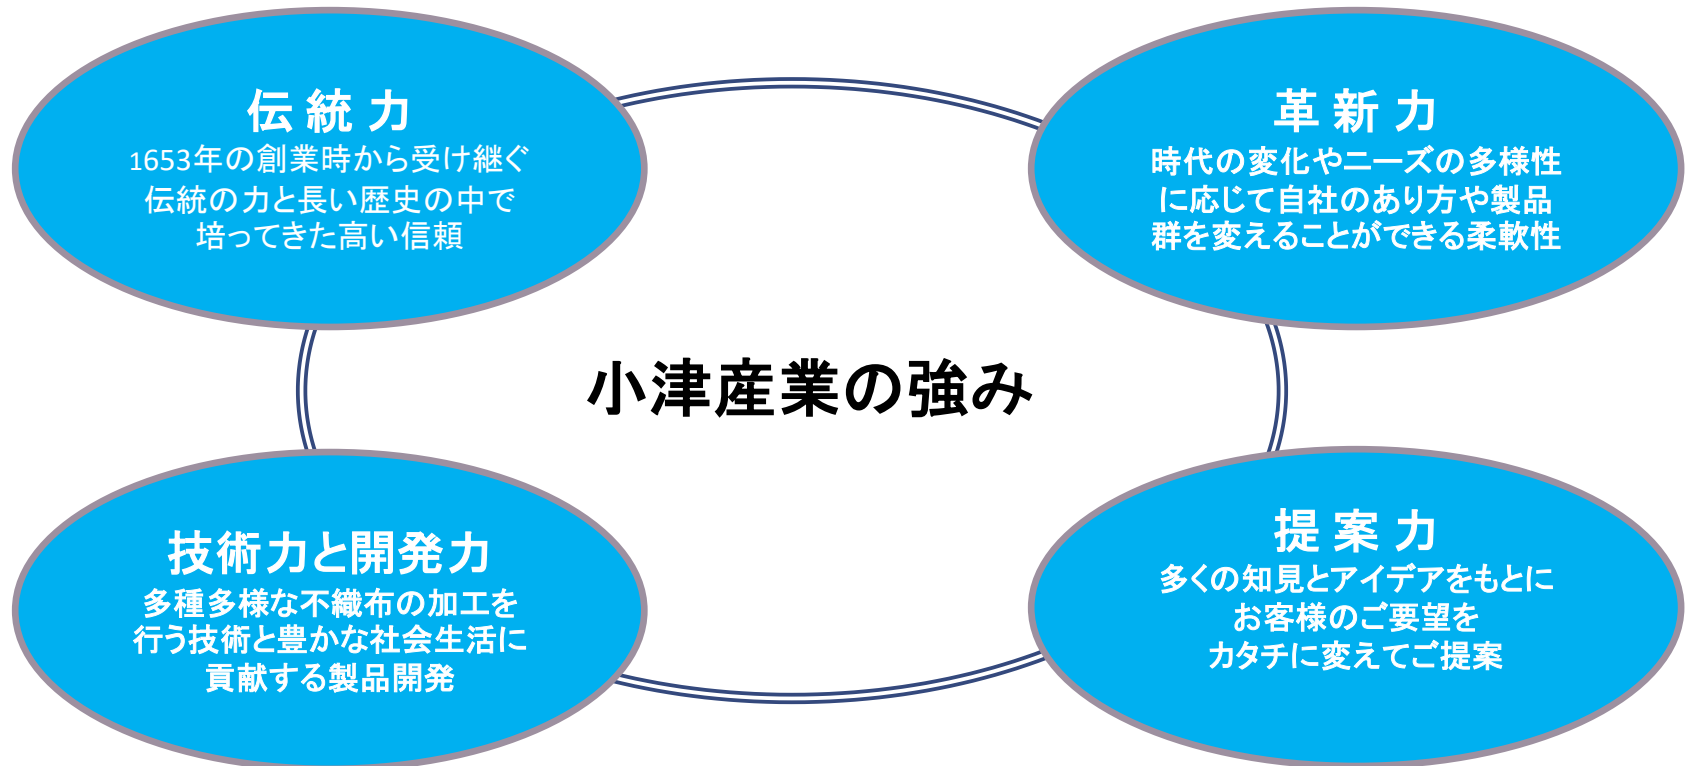 伝統力
1653年の創業時から受け継ぐ
伝統の力と長い歴史の中で
培ってきた高い信頼
革新力
時代の変化やニーズの多様性
に応じて自社のあり方や製品
群を変えることができる柔軟性
小津産業の強み
技術力と開発力
多種多様な不織布の加工を
行う技術と豊かな社会生活に
貢献する製品開発
提案力
多くの知見とアイデアをもとに
お客様のご要望を
カタチに変えてご提案